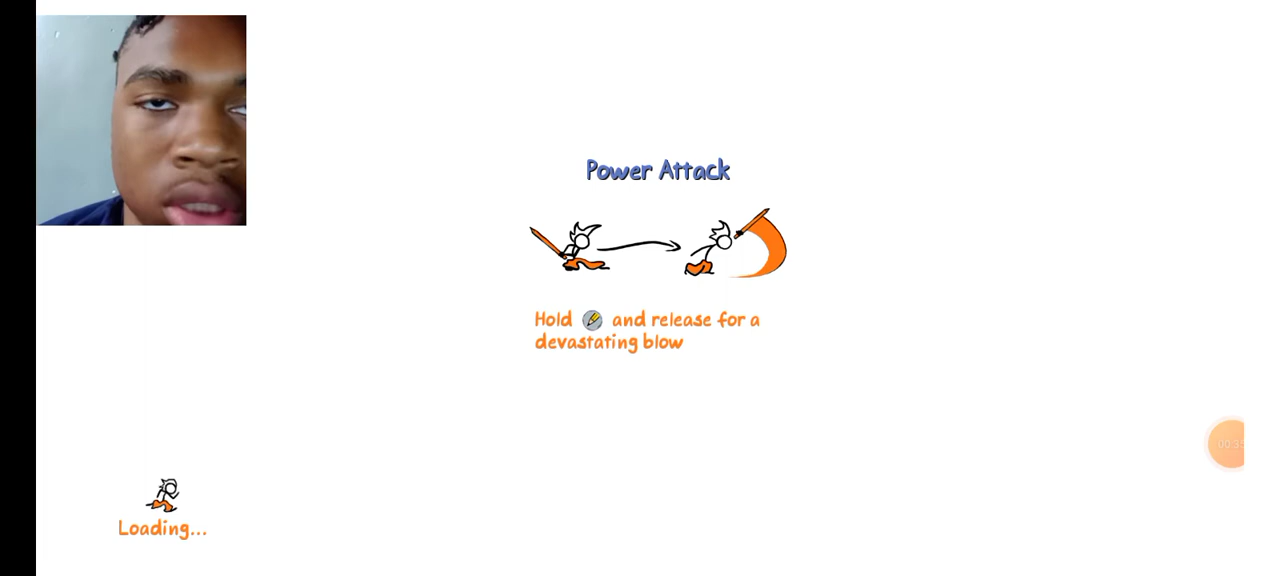 Power Attack
Hold and release for a
devastating blow
Loading...